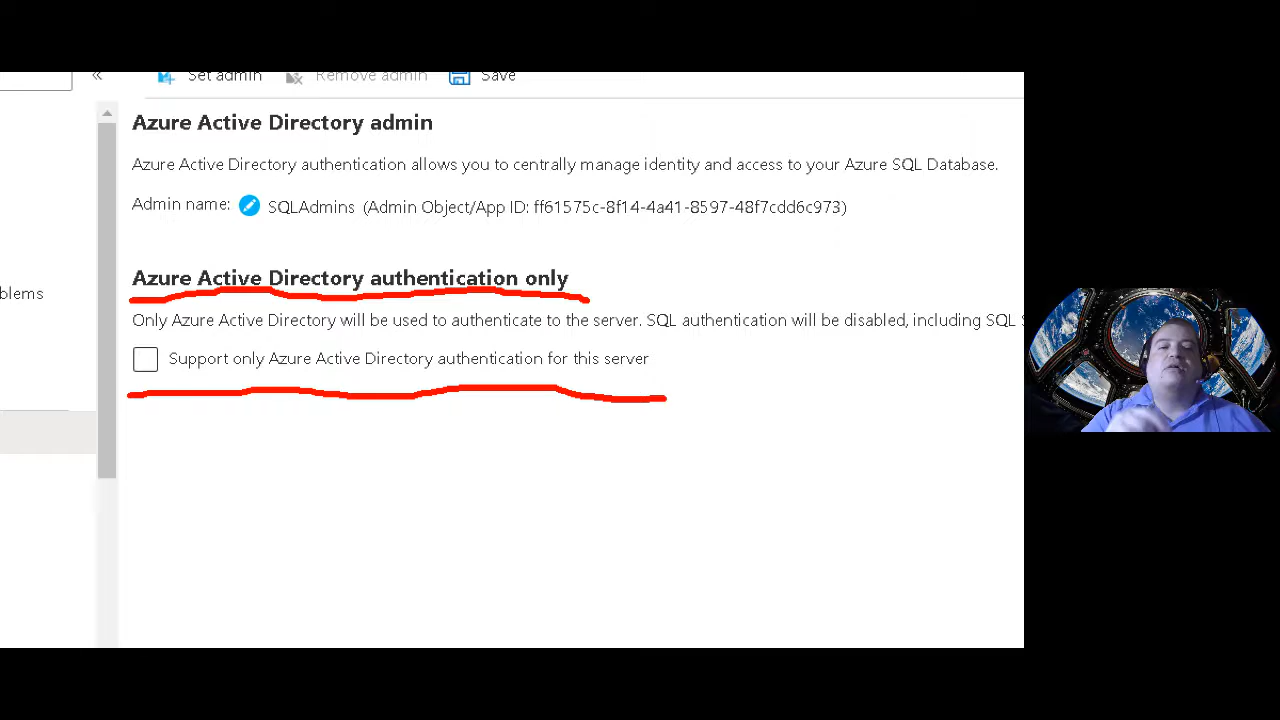 Set admin Remove admin Save
Azure Active Directory admin
Azure Active Directory authentication allows you to centrally manage identity and access to your Azure SQL Database.
Admin name: SQLAdmins (Admin Object/App ID: ff61575c-8f14-4a41-8597-48f7cdd6c973)
Azure Active Directory authentication only
blems
Only Azure Active Directory will be used to authenticate to the server. SQL authentication will be disabled, including SQL S
Support only Azure Active Directory authentication for this server